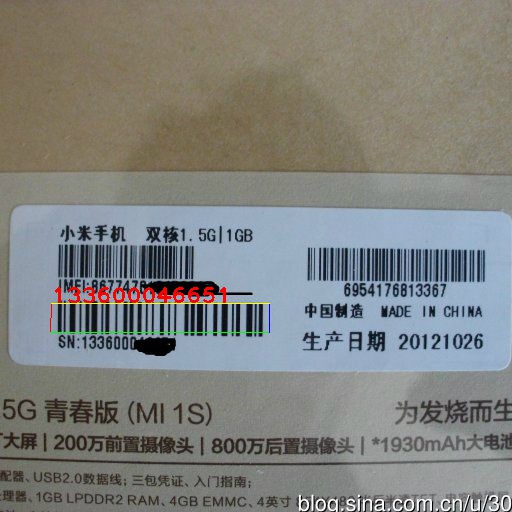 小米手机 双核1.5G|1GB
IMEI:8677476
133600046651
6954176813367
中国制造 MADE IN CHINA
SN:1336000
生产日期 20121026
5G 青春版 (MI 1S)
为发烧而生
大屏 | 200万前置摄像头 | 800万后置摄像头 | *1930mAh大电池
配器、USB2.0数据线; 三包凭证、入门指南;
处理器, 1GB LPDDR2 RAM, 4GB EMMC, 4英寸
blog.sina.com.cn/u/30